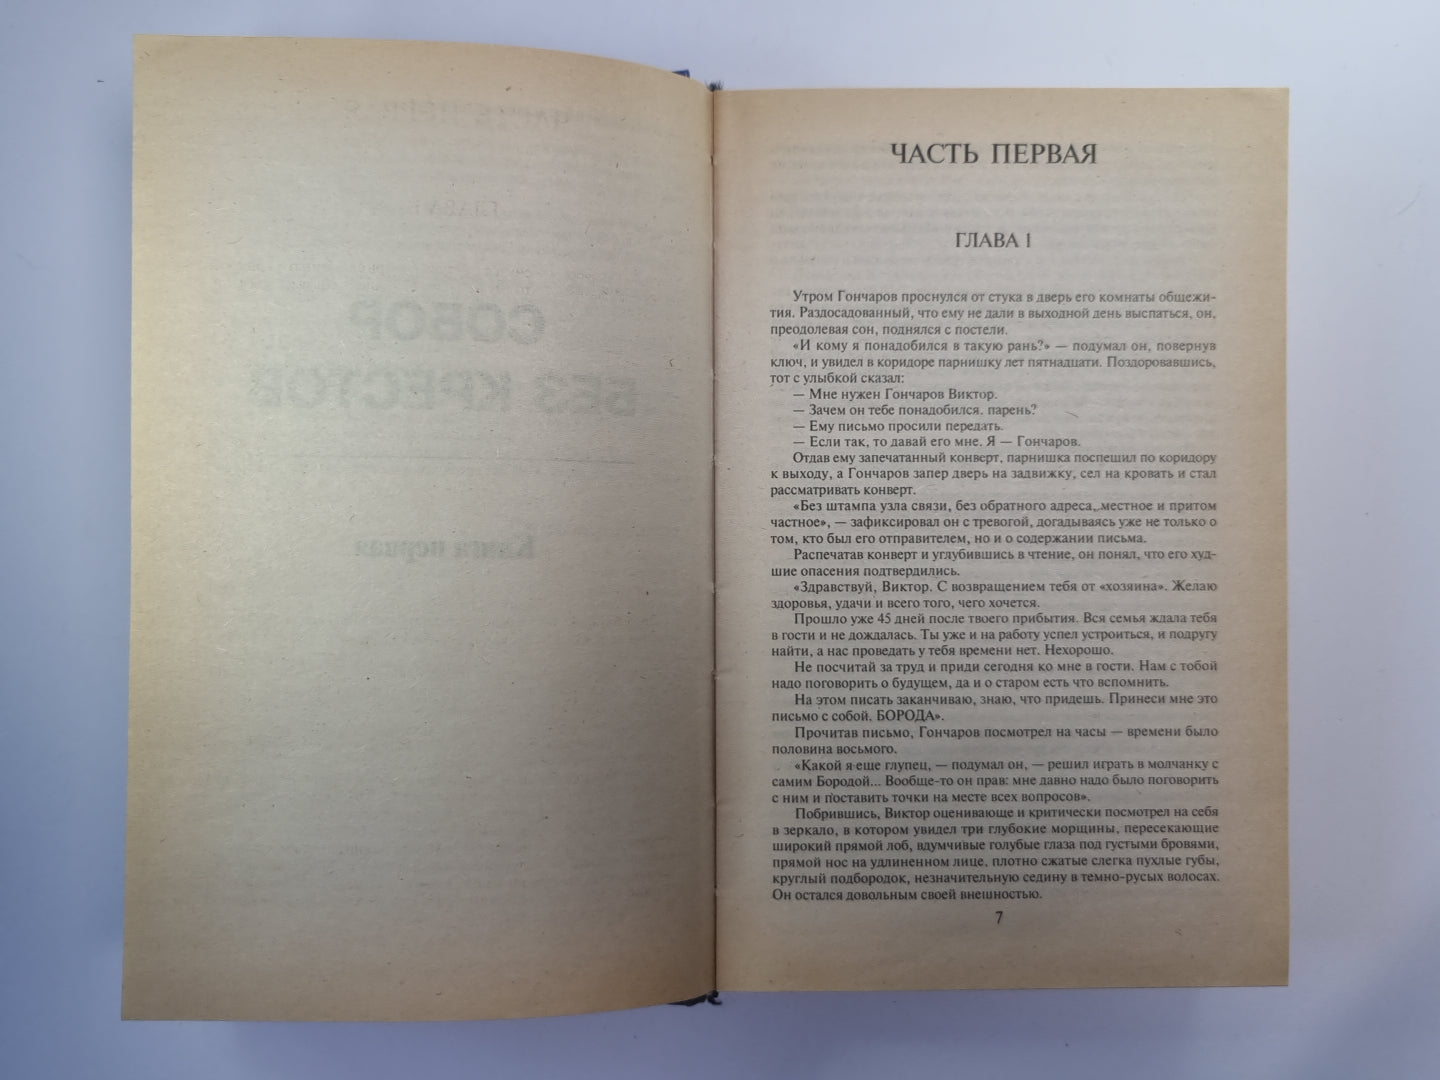 ЧАСТЬ ПЕРВАЯ
ГЛАВА 1
Утром Гончаров проснулся от стука в дверь его комнаты общежи-
тия. Раздосадованный, что ему не дали в выходной день выспаться, он,
преодолевая сон, поднялся с постели.
«И кому я понадобился в такую рань?» — подумал он, повернув
ключ, и увидел в коридоре парнишку лет пятнадцати. Поздоровавшись,
тот с улыбкой сказал:
— Мне нужен Гончаров Виктор.
— Зачем он тебе понадобился, парень?
— Ему письмо просили передать.
— Если так, то давай его мне. Я — Гончаров.
Отдав ему запечатанный конверт, парнишка поспешил по коридору
к выходу, а Гончаров запер дверь на задвижку, сел на кровать и стал
рассматривать конверт.
«Без штампа узла связи, без обратного адреса, местное и притом
частное», — зафиксировал он с тревогой, догадываясь уже не только о
том, кто был его отправителем, но и о содержании письма.
Распечатав конверт и углубившись в чтение, он понял, что его худ-
шие опасения подтвердились.
«Здравствуй, Виктор. С возвращением тебя от «хозяина». Желаю
здоровья, удачи и всего того, чего хочется.
Прошло уже 45 дней после твоего прибытия. Вся семья ждала тебя
в гости и не дождалась. Ты уже и на работу успел устроиться, и подругу
найти, а нас проведать у тебя времени нет. Нехорошо.
Не посчитай за труд и приди сегодня ко мне в гости. Нам с тобой
надо поговорить о будущем, да и о старом есть что вспомнить.
На этом писать заканчиваю, знаю, что придешь. Принеси мне это
письмо с собой. БОРОДА».
Прочитав письмо, Гончаров посмотрел на часы — времени было
половина восьмого.
«Какой я еще глупец, — подумал он, — решил играть в молчанку с
самим Бородой... Вообще-то он прав: мне давно надо было поговорить
с ним и поставить точки на месте всех вопросов».
Побрившись, Виктор оценивающе и критически посмотрел на себя
в зеркало, в котором увидел три глубокие морщины, пересекающие
широкий прямой лоб, вдумчивые голубые глаза под густыми бровями,
прямой нос на удлиненном лице, плотно сжатые слегка пухлые губы,
круглый подбородок, незначительную седину в темно-русых волосах.
Он остался довольным своей внешностью.
7